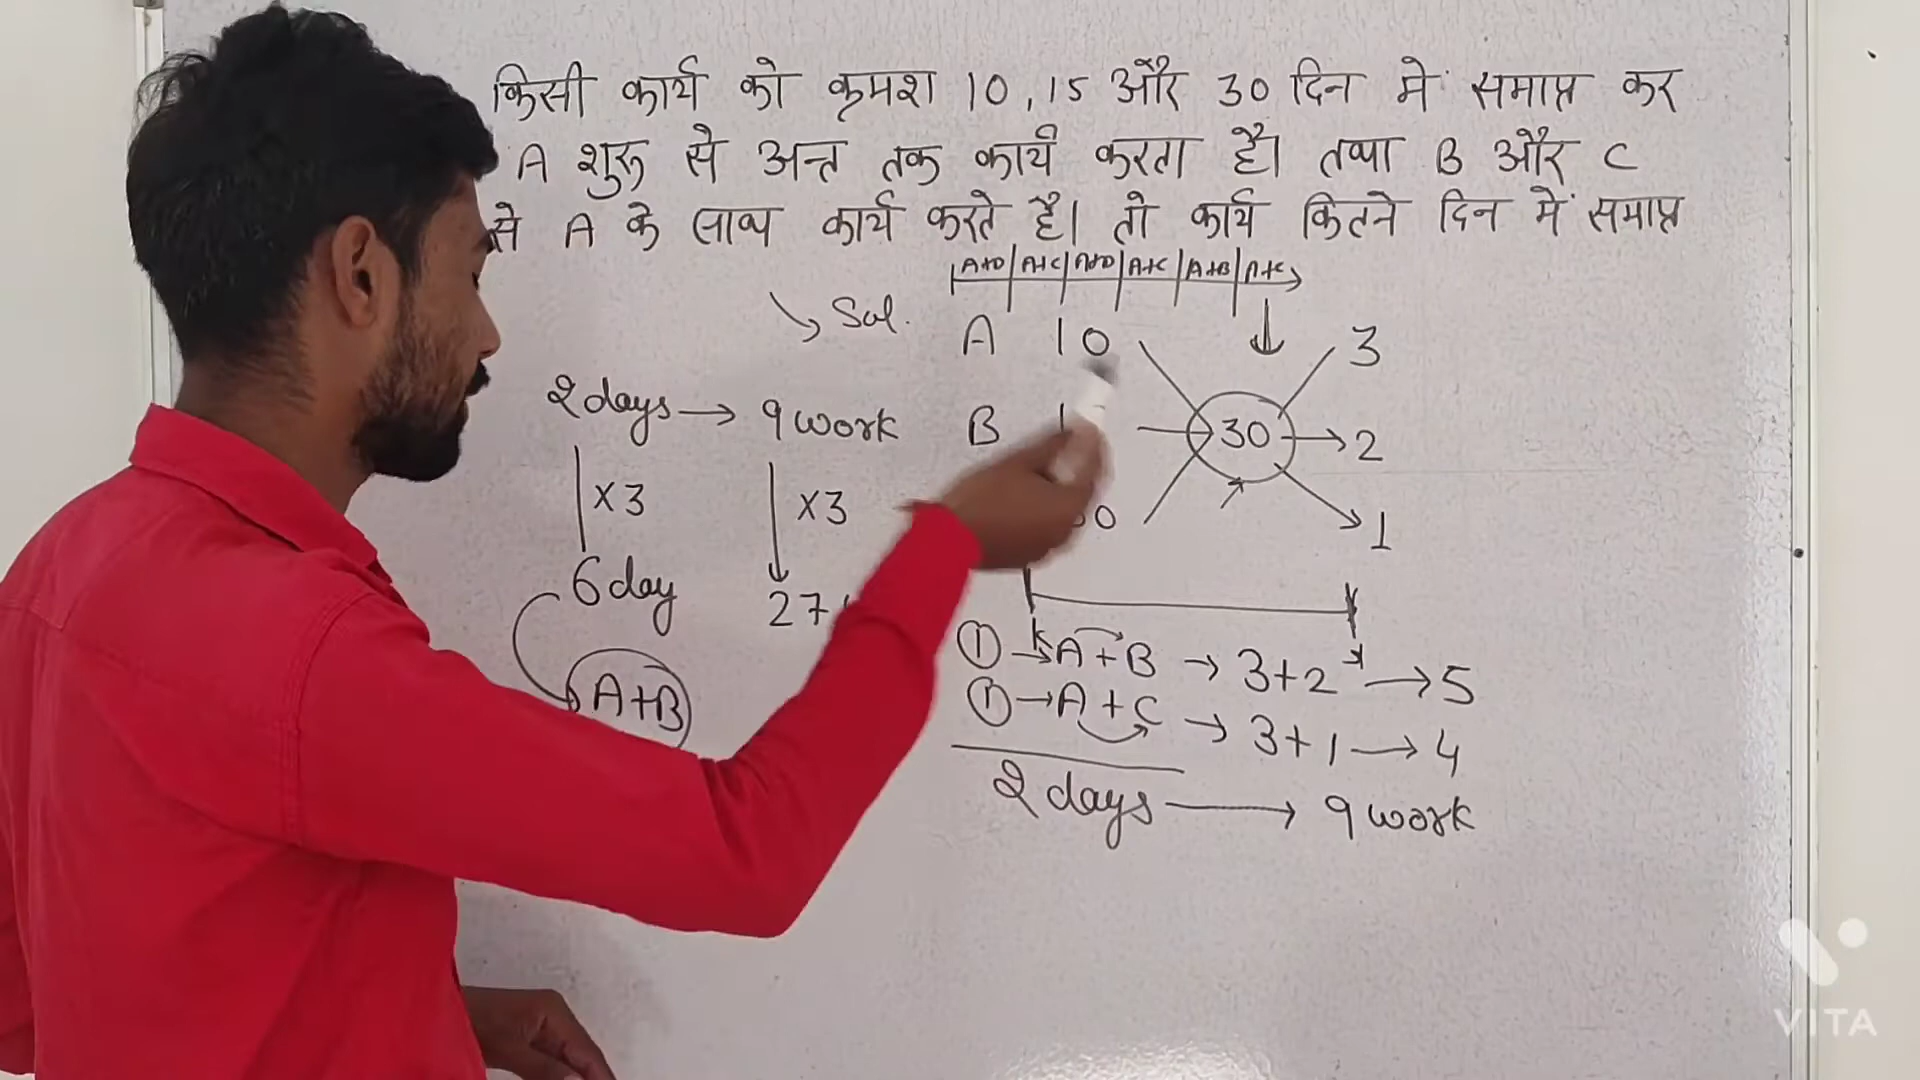 किसी कार्य को क्रमश 10, 15 और 30 दिन मे समाप्त कर
A शुरू से अन्त तक कार्य करता है। तथा B और C
से A के साथ कार्य करते है। तो कार्य कितने दिन में समाप्त
A+B A+C A+B A+C A+B A+C
Sol.
A 10 3
2 days → 9 work B 30 → 2
×3 ×3
1
6 day 27
A+B
① → A+B → 3+2 → 5
① → A+C → 3+1 → 4
2 days → 9 work
VITA